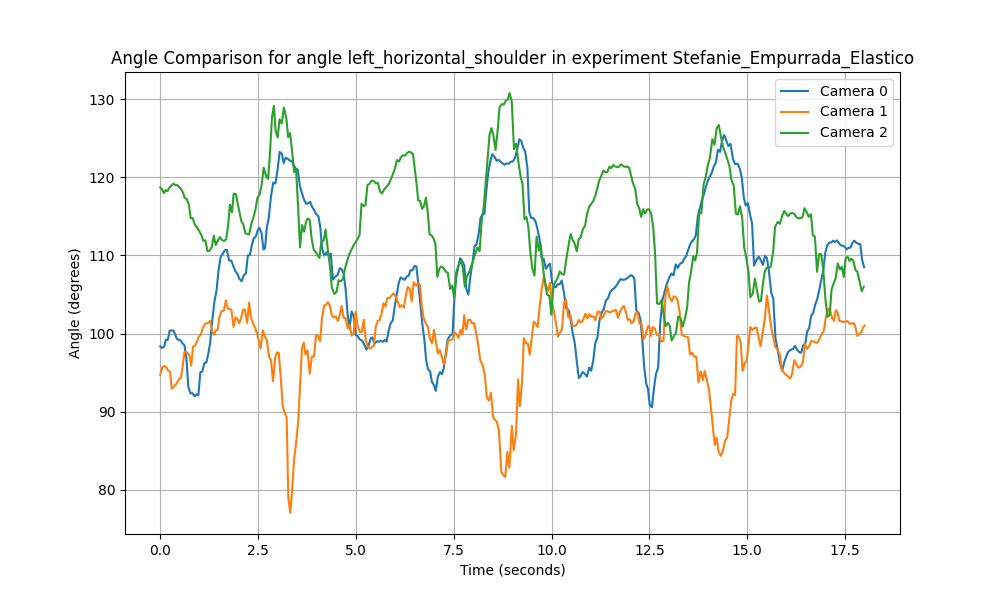 Angle Comparison for angle left_horizontal_shoulder in experiment Stefanie_Empurrada_Elastico
Camera 0
Camera 1
Camera 2
Angle (degrees)
130
120
110
100
90
80
0.0 2.5 5.0 7.5 10.0 12.5 15.0 17.5
Time (seconds)